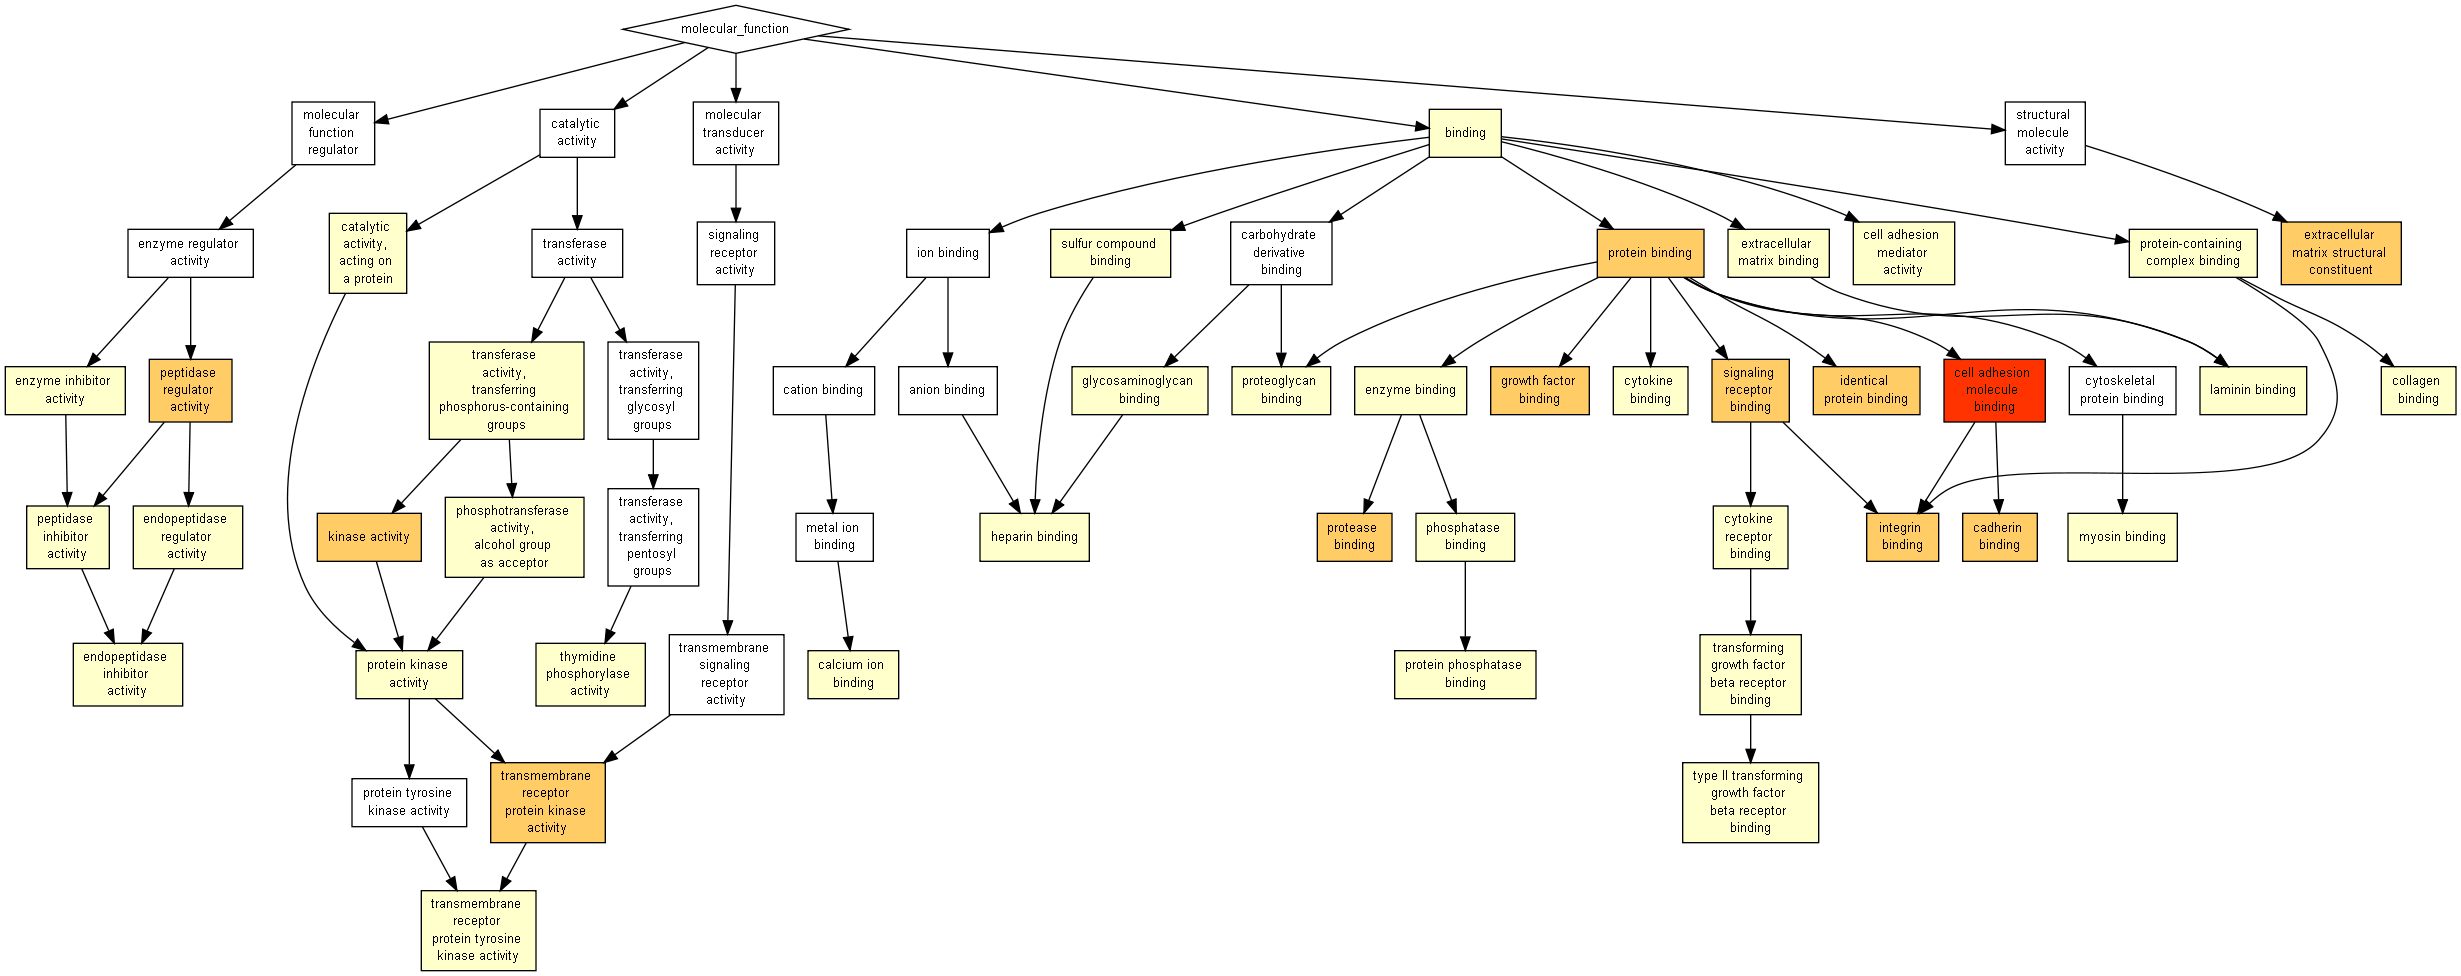 molecular_function
molecular
function
regulator
catalytic
activity
molecular
transducer
activity
binding
structural
molecule
activity
enzyme regulator
activity
catalytic
activity,
acting on
a protein
transferase
activity
signaling
receptor
activity
ion binding
sulfur compound
binding
carbohydrate
derivative
binding
protein binding
extracellular
matrix binding
cell adhesion
mediator
activity
protein-containing
complex binding
extracellular
matrix structural
constituent
enzyme inhibitor
activity
peptidase
regulator
activity
transferase
activity,
transferring
phosphorus-containing
groups
transferase
activity,
transferring
glycosyl
groups
cation binding
anion binding
glycosaminoglycan
binding
proteoglycan
binding
enzyme binding
growth factor
binding
cytokine
binding
signaling
receptor
binding
identical
protein binding
cell adhesion
molecule
binding
cytoskeletal
protein binding
laminin binding
collagen
binding
peptidase
inhibitor
activity
endopeptidase
regulator
activity
kinase activity
phosphotransferase
activity,
alcohol group
as acceptor
transferase
activity,
transferring
pentosyl
groups
metal ion
binding
heparin binding
protease
binding
phosphatase
binding
cytokine
receptor
binding
integrin
binding
cadherin
binding
myosin binding
endopeptidase
inhibitor
activity
protein kinase
activity
thymidine
phosphorylase
activity
transmembrane
signaling
receptor
activity
calcium ion
binding
protein phosphatase
binding
transforming
growth factor
beta receptor
binding
protein tyrosine
kinase activity
transmembrane
receptor
protein kinase
activity
type II transforming
growth factor
beta receptor
binding
transmembrane
receptor
protein tyrosine
kinase activity